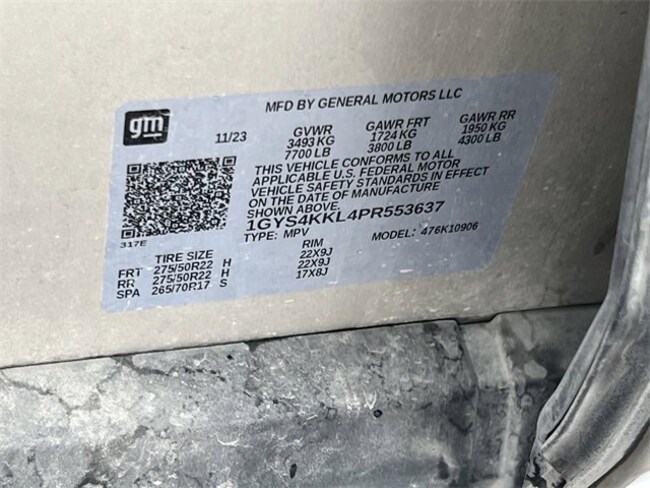 gm
MFD BY GENERAL MOTORS LLC
11/23 GVWR GAWR FRT GAWR RR
3493 KG 1724 KG 1950 KG
7700 LB 3800 LB 4300 LB
THIS VEHICLE CONFORMS TO ALL
APPLICABLE U.S. FEDERAL MOTOR
VEHICLE SAFETY STANDARDS IN EFFECT
ON THE DATE OF MANUFACTURE
SHOWN ABOVE.
1GYS4KKL4PR553637
317E
TYPE: MPV MODEL: 476K10906
TIRE SIZE RIM
FRT 275/50R22 H 22X9J
RR 275/50R22 H 22X9J
SPA 265/70R17 S 17X8J